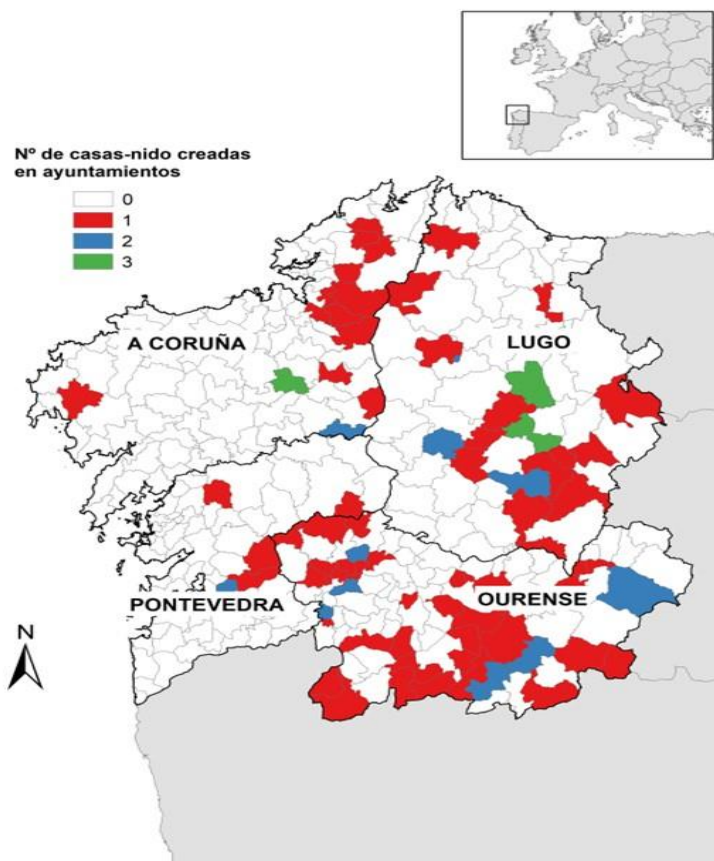 Nº de casas-nido creadas
en ayuntamientos
0
1
2
3
A CORUÑA
LUGO
PONTEVEDRA
OURENSE
N